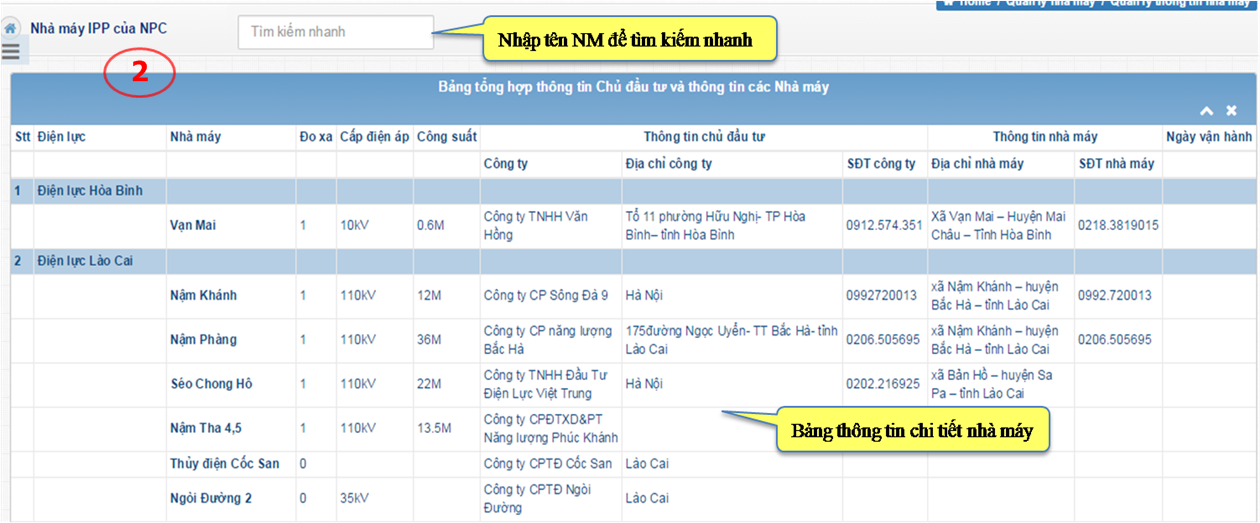 Home / Quản lý nhà máy / Quản lý thông tin nhà máy
Nhà máy IPP của NPC
Tìm kiếm nhanh
Nhập tên NM để tìm kiếm nhanh
2
Bảng tổng hợp thông tin Chủ đầu tư và thông tin các Nhà máy
Stt Điện lực Nhà máy Đo xa Cấp điện áp Công suất Thông tin chủ đầu tư Thông tin nhà máy Ngày vận hành
Công ty Địa chỉ công ty SĐT công ty Địa chỉ nhà máy SĐT nhà máy
1 Điện lực Hòa Bình
Vạn Mai 1 10kV 0.6M
Công ty TNHH Văn
Hồng
Tổ 11 phường Hữu Nghị- TP Hòa
Bình– tỉnh Hòa Bình
0912.574.351
Xã Vạn Mai – Huyện Mai
Châu – Tỉnh Hòa Bình
0218.3819015
2 Điện lực Lào Cai
Nậm Khánh 1 110kV 12M Công ty CP Sông Đà 9 Hà Nội 0992720013
xã Nậm Khánh – huyện
Bắc Hà – tỉnh Lào Cai
0992.720013
Nậm Phàng 1 110kV 36M
Công ty CP năng lượng
Bắc Hà
175đường Ngọc Uyển- TT Bắc Hà- tỉnh
Lào Cai
0206.505695
xã Nậm Khánh – huyện
Bắc Hà – tỉnh Lào Cai
0206.505695
Séo Chong Hô 1 110kV 22M
Công ty TNHH Đầu Tư
Điện Lực Việt Trung
Hà Nội 0202.216925
xã Bản Hồ – huyện Sa
Pa – tỉnh Lào Cai
Nậm Tha 4,5 1 110kV 13.5M
Công ty CPĐTXD&PT
Năng lượng Phúc Khánh
Bảng thông tin chi tiết nhà máy
Thủy điện Cốc San 0 Công ty CPTĐ Cốc San Lào Cai
Ngòi Đường 2 0 35kV
Công ty CPTĐ Ngòi
Đường
Lào Cai